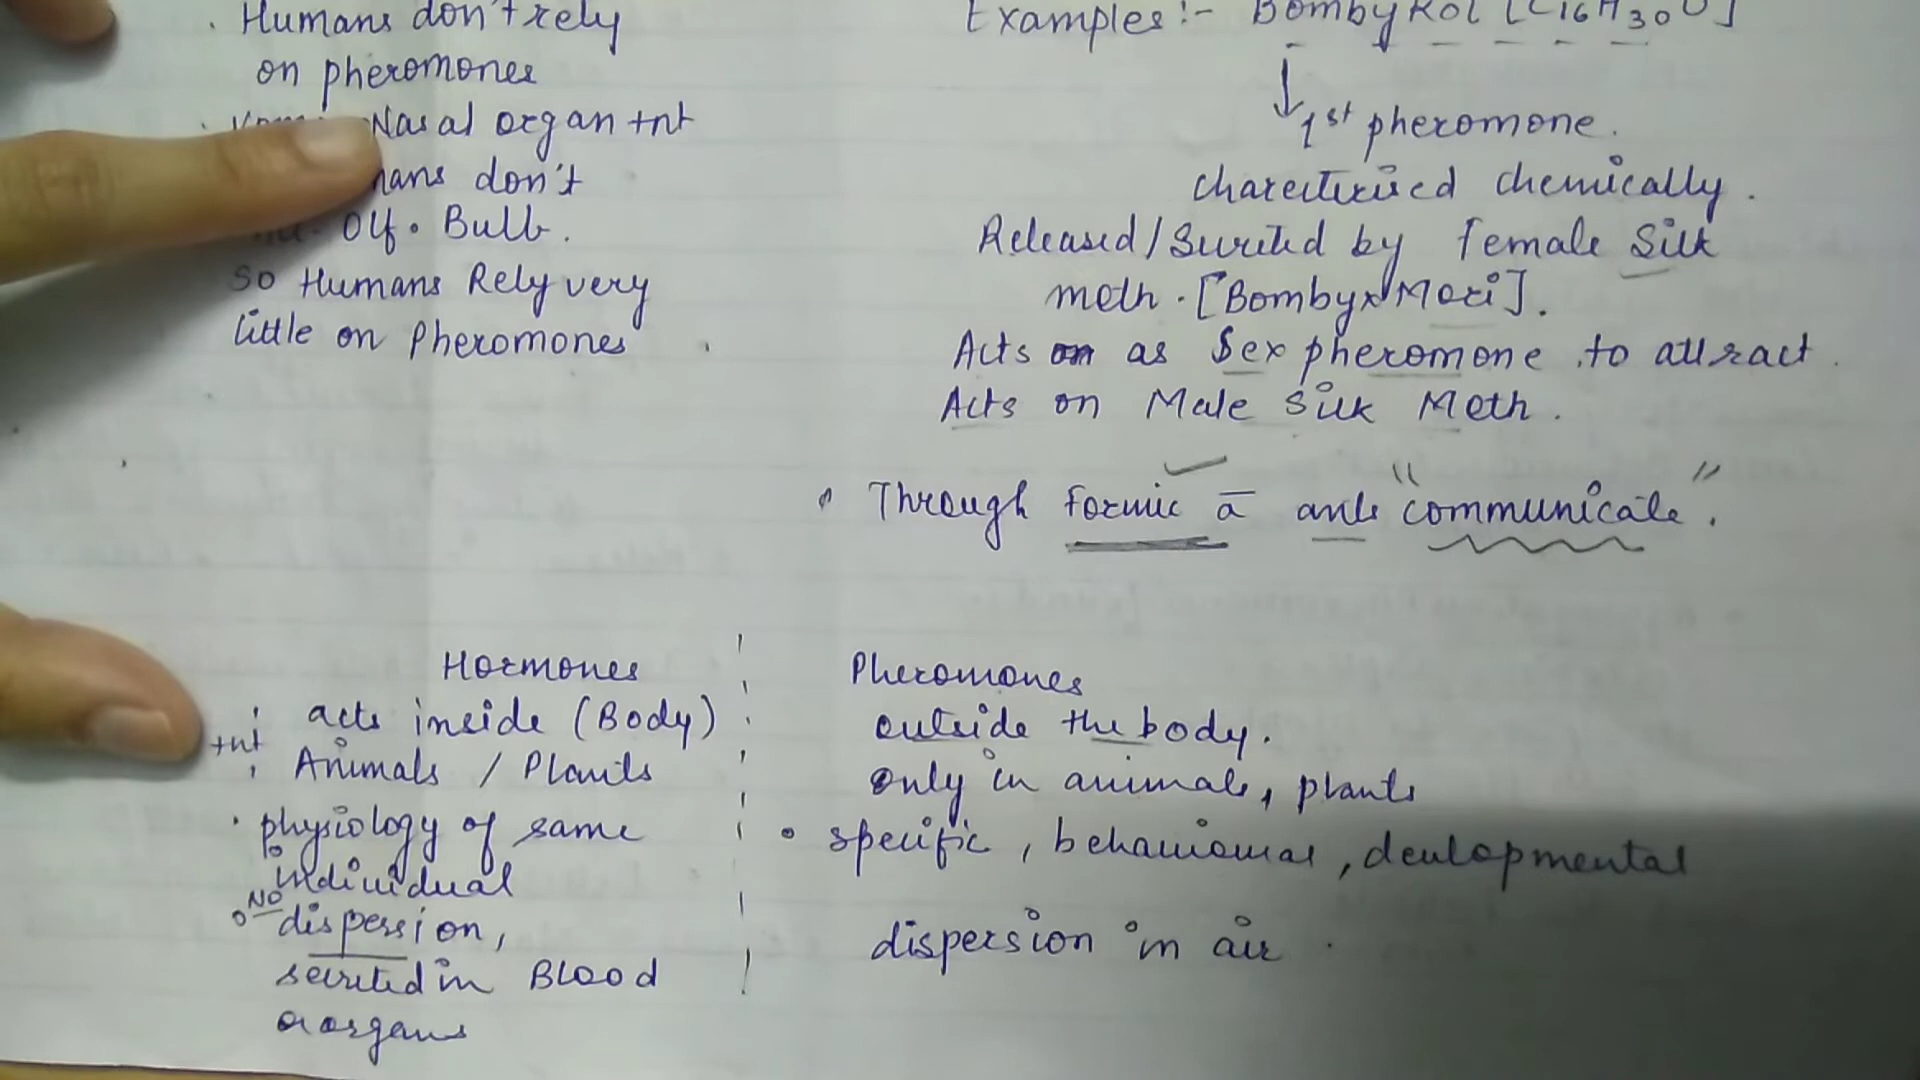 . Humans don't rely
on pheromones
Nasal organ +nt
don't
Olf. Bulb.
So Humans Rely very
little on Pheromones
Examples :- Bombykol [C16H30O]
↓ 1st pheromone.
charecterised chemically.
Released/Secreted by female Silk
moth. [Bombyx Mori].
Acts as Sex pheromone to attract.
Acts on Male Silk Moth.
• Through Formic a ants "communicate".
Hormones
: acts inside (Body)
+nt
Animals / Plants
• physiology of same
individual
• No dispersion,
secreted in Blood
or organs
Pheromones
outside the body.
only in animals, plants
• specific, behavioural, developmental
dispersion in air.